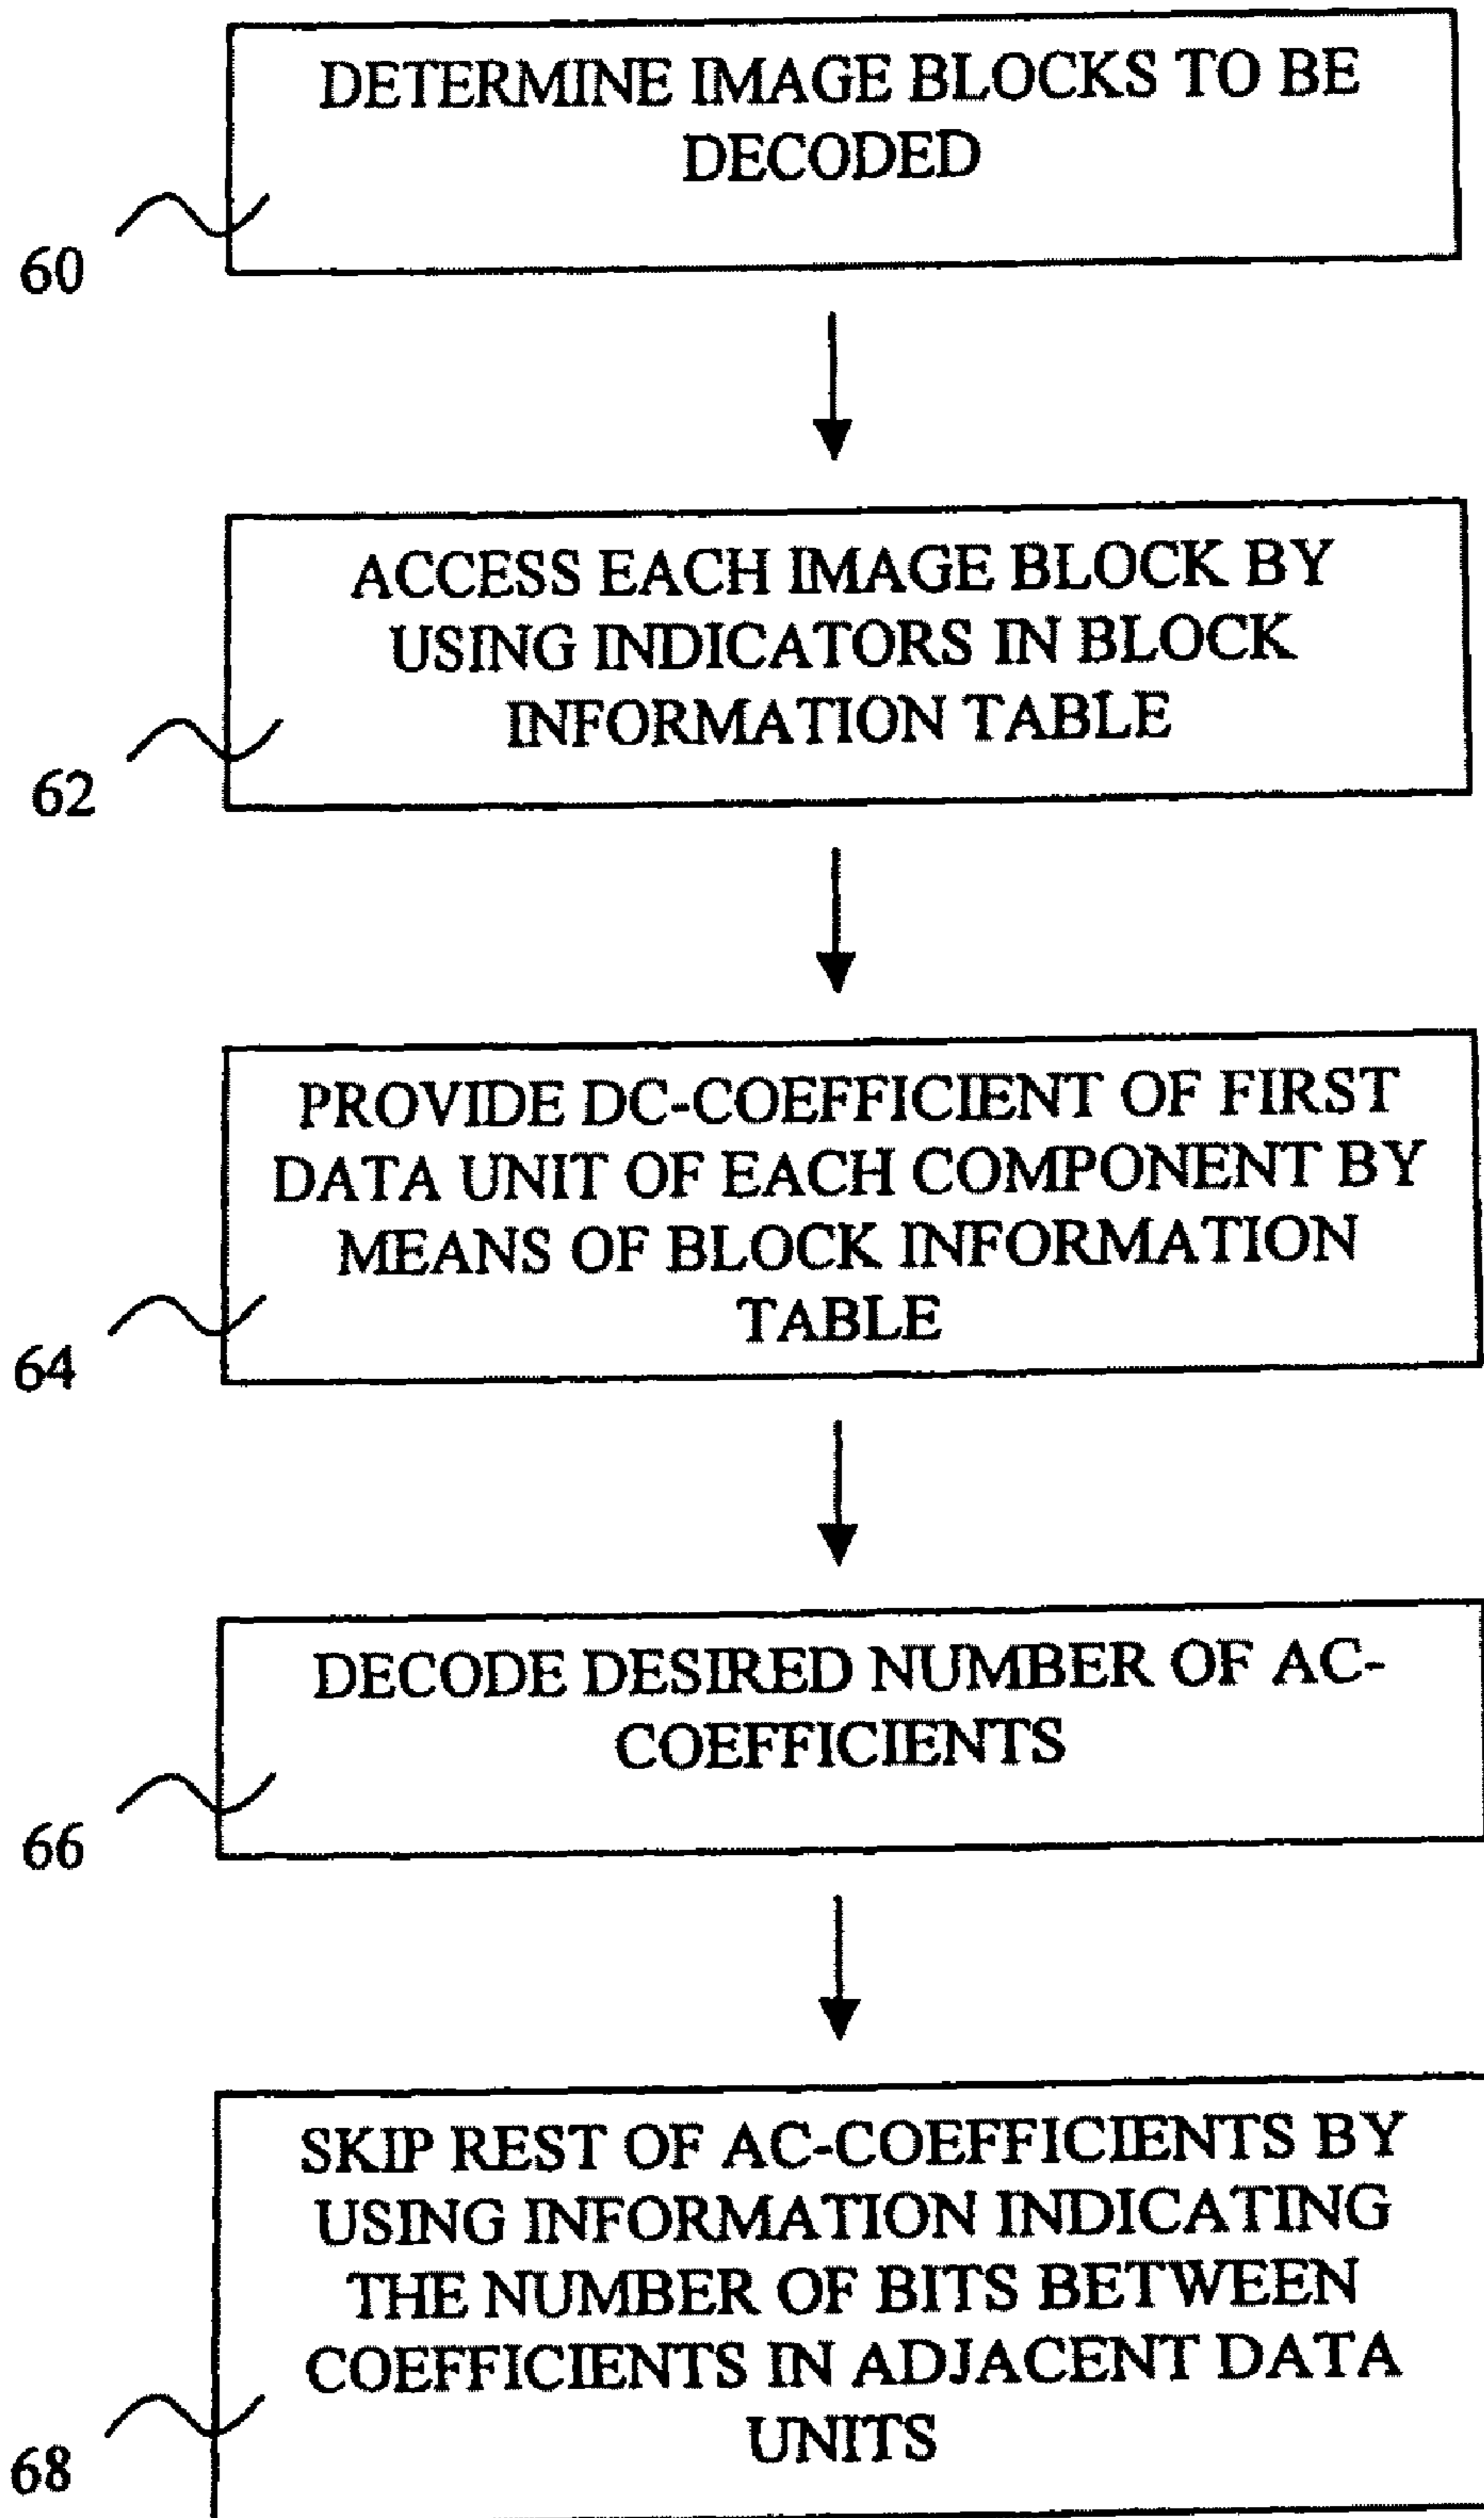 DETERMINE IMAGE BLOCKS TO BE
DECODED
60
ACCESS EACH IMAGE BLOCK BY
USING INDICATORS IN BLOCK
INFORMATION TABLE
62
PROVIDE DC-COEFFICIENT OF FIRST
DATA UNIT OF EACH COMPONENT BY
MEANS OF BLOCK INFORMATION
TABLE
64
DECODE DESIRED NUMBER OF AC-
COEFFICIENTS
66
SKIP REST OF AC-COEFFICIENTS BY
USING INFORMATION INDICATING
THE NUMBER OF BITS BETWEEN
COEFFICIENTS IN ADJACENT DATA
UNITS
68